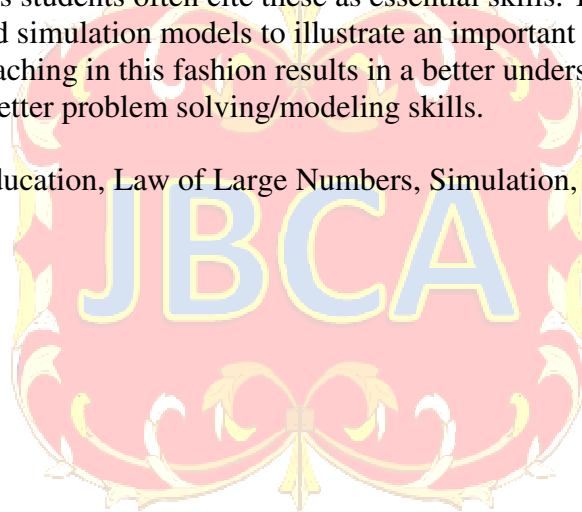 s students often cite these as essential skills.
d simulation models to illustrate an important
aching in this fashion results in a better unders
etter problem solving/modeling skills.
ducation, Law of Large Numbers, Simulation,
JBCA